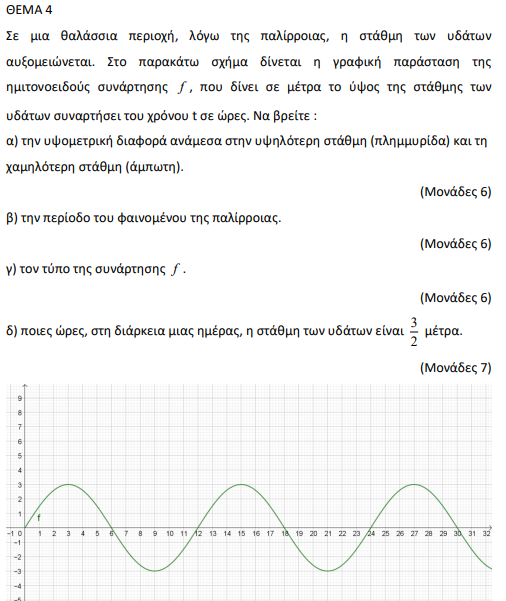 ΘΕΜΑ 4
Σε μια θαλάσσια περιοχή, λόγω της παλίρροιας, η στάθμη των υδάτων
αυξομειώνεται. Στο παρακάτω σχήμα δίνεται η γραφική παράσταση της
ημιτονοειδούς συνάρτησης f , που δίνει σε μέτρα το ύψος της στάθμης των
υδάτων συναρτήσει του χρόνου t σε ώρες. Να βρείτε :
α) την υψομετρική διαφορά ανάμεσα στην υψηλότερη στάθμη (πλημμυρίδα) και τη
χαμηλότερη στάθμη (άμπωτη).
(Μονάδες 6)
β) την περίοδο του φαινομένου της παλίρροιας.
(Μονάδες 6)
γ) τον τύπο της συνάρτησης f .
(Μονάδες 6)
δ) ποιες ώρες, στη διάρκεια μιας ημέρας, η στάθμη των υδάτων είναι 3/2 μέτρα.
(Μονάδες 7)
9
8
7
6
5
4
3
2
1
f
−1 0 1 2 3 4 5 6 7 8 9 10 11 12 13 14 15 16 17 18 19 20 21 22 23 24 25 26 27 28 29 30 31 32
−1
−2
−3
−4
−5